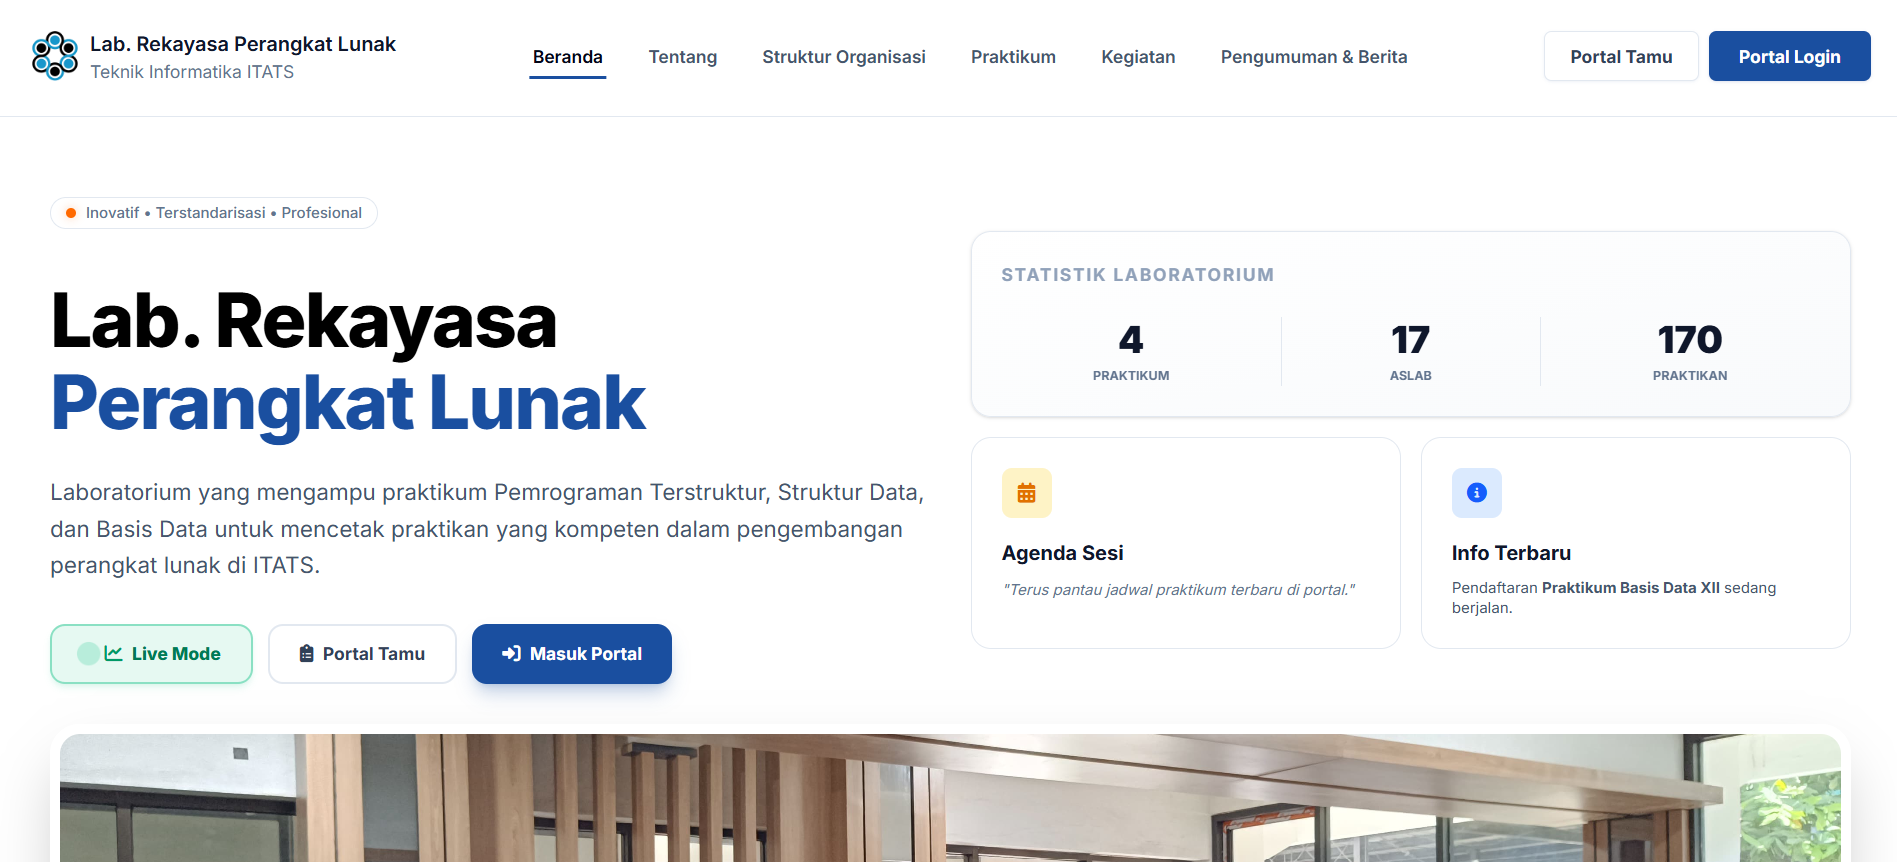 Lab. Rekayasa Perangkat Lunak
Teknik Informatika ITATS
Beranda
Tentang
Struktur Organisasi
Praktikum
Kegiatan
Pengumuman & Berita
Portal Tamu
Portal Login
Inovatif • Terstandarisasi • Profesional
Lab. Rekayasa
Perangkat Lunak
Laboratorium yang mengampu praktikum Pemrograman Terstruktur, Struktur Data,
dan Basis Data untuk mencetak praktikan yang kompeten dalam pengembangan
perangkat lunak di ITATS.
Live Mode
Portal Tamu
Masuk Portal
STATISTIK LABORATORIUM
4
PRAKTIKUM
17
ASLAB
170
PRAKTIKAN
Agenda Sesi
"Terus pantau jadwal praktikum terbaru di portal."
Info Terbaru
Pendaftaran Praktikum Basis Data XII sedang
berjalan.